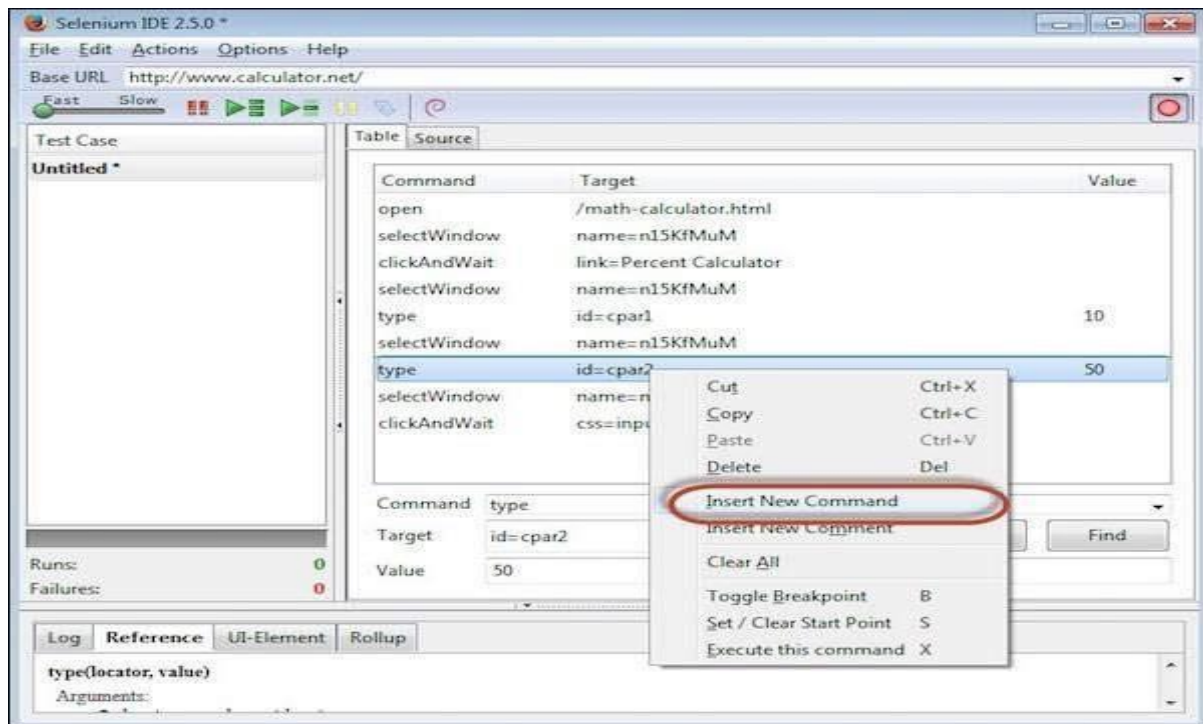 Selenium IDE 2.5.0 *
File Edit Actions Options Help
Base URL http://www.calculator.net/
Fast Slow
Test Case
Untitled *
Table Source
Command Target Value
open /math-calculator.html
selectWindow name=n15KfMuM
clickAndWait link=Percent Calculator
selectWindow name=n15KfMuM
type id=cpar1 10
selectWindow name=n15KfMuM
type id=cpar2 50
selectWindow name=n
clickAndWait css=inpu
Cut Ctrl+X
Copy Ctrl+C
Paste Ctrl+V
Delete Del
Insert New Command
Insert New Comment
Clear All
Toggle Breakpoint B
Set / Clear Start Point S
Execute this command X
Command type
Target id=cpar2 Find
Value 50
Runs: 0
Failures: 0
Log Reference UI-Element Rollup
type(locator, value)
Arguments: